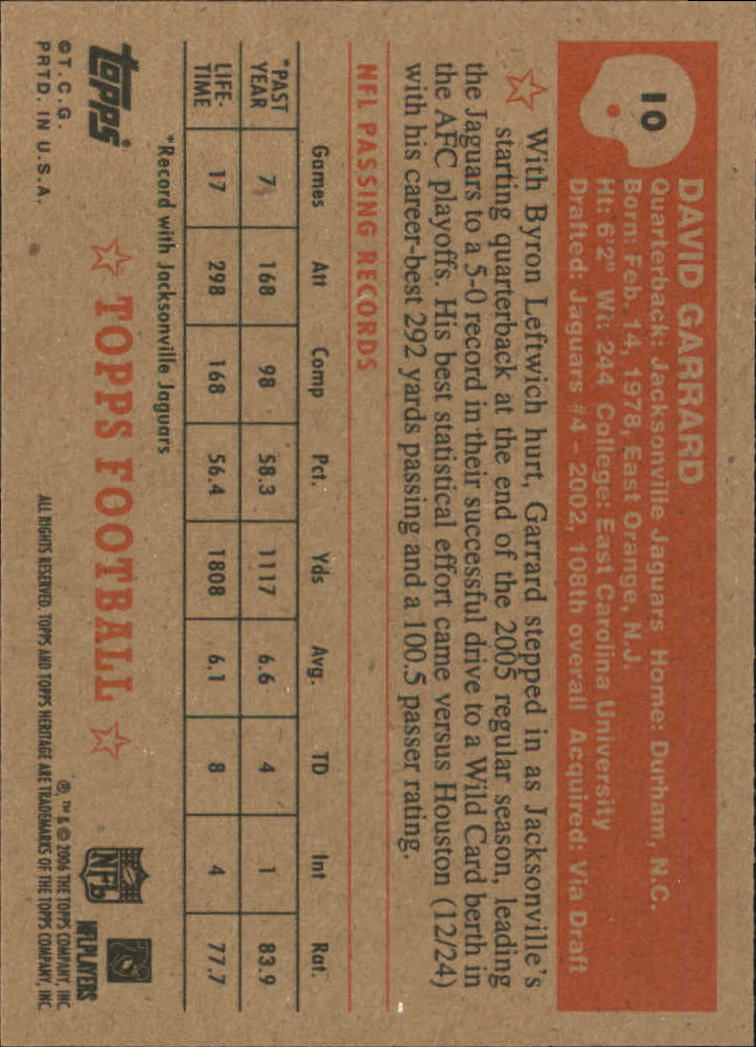 10
DAVID GARRARD
Quarterback: Jacksonville Jaguars Home: Durham, N.C.
Born: Feb. 14, 1978, East Orange, N.J.
Ht: 6'2" Wt: 244 College: East Carolina University
Drafted: Jaguars #4 – 2002, 108th overall Acquired: Via Draft
With Byron Leftwich hurt, Garrard stepped in as Jacksonville's
starting quarterback at the end of the 2005 regular season, leading
the Jaguars to a 5-0 record in their successful drive to a Wild Card berth in
the AFC playoffs. His best statistical effort came versus Houston (12/24)
with his career-best 292 yards passing and a 100.5 passer rating.
NFL PASSING RECORDS
Games Att Comp Pct. Yds Avg. TD Int Rat.
*PAST YEAR 7 168 98 58.3 1117 6.6 4 1 83.9
LIFE-TIME 17 298 168 56.4 1808 6.1 8 4 77.7
*Record with Jacksonville Jaguars
topps®
TOPPS FOOTBALL
NFL
NFLPLAYERS
©T.C.G.
PRTD. IN U.S.A.
®, ™ & © 2006 THE TOPPS COMPANY, INC.
ALL RIGHTS RESERVED. TOPPS AND TOPPS HERITAGE ARE TRADEMARKS OF THE TOPPS COMPANY, INC.